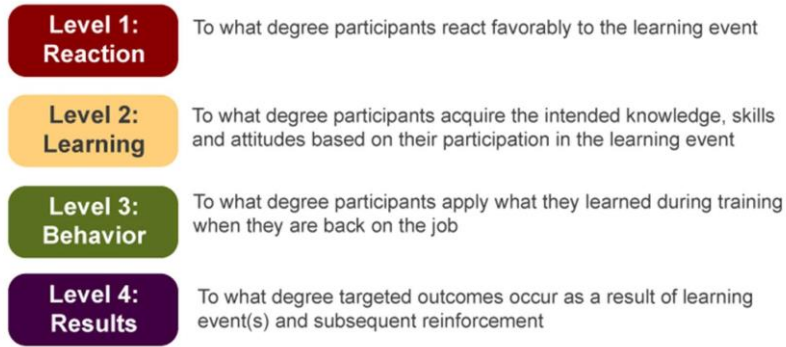 Level 1:
Reaction
To what degree participants react favorably to the learning event
Level 2:
Learning
To what degree participants acquire the intended knowledge, skills
and attitudes based on their participation in the learning event
Level 3:
Behavior
To what degree participants apply what they learned during training
when they are back on the job
Level 4:
Results
To what degree targeted outcomes occur as a result of learning
event(s) and subsequent reinforcement